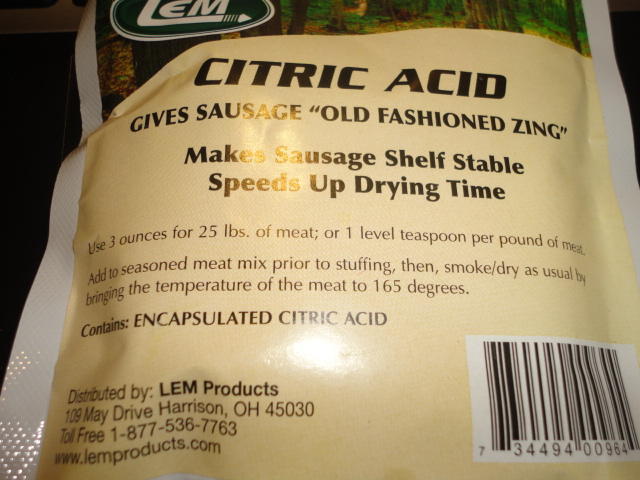 LEM
CITRIC ACID
GIVES SAUSAGE "OLD FASHIONED ZING"
Makes Sausage Shelf Stable
Speeds Up Drying Time
Use 3 ounces for 25 lbs. of meat; or 1 level teaspoon per pound of meat.
Add to seasoned meat mix prior to stuffing, then, smoke/dry as usual by
bringing the temperature of the meat to 165 degrees.
Contains: ENCAPSULATED CITRIC ACID
Distributed by: LEM Products
109 May Drive Harrison, OH 45030
Toll Free 1-877-536-7763
www.lemproducts.com
7 34494 00964